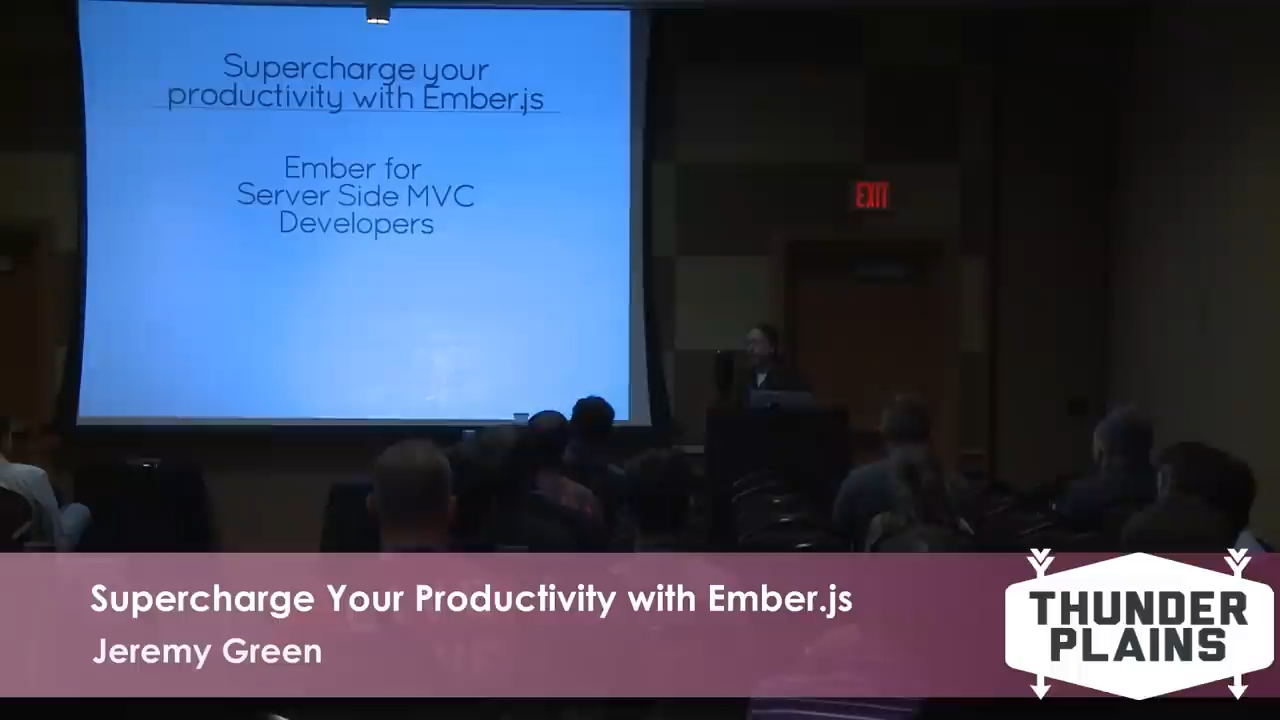 Supercharge your
productivity with Ember.js
Ember for
Server Side MVC
Developers
EXIT
Supercharge Your Productivity with Ember.js
Jeremy Green
THUNDER
PLAINS